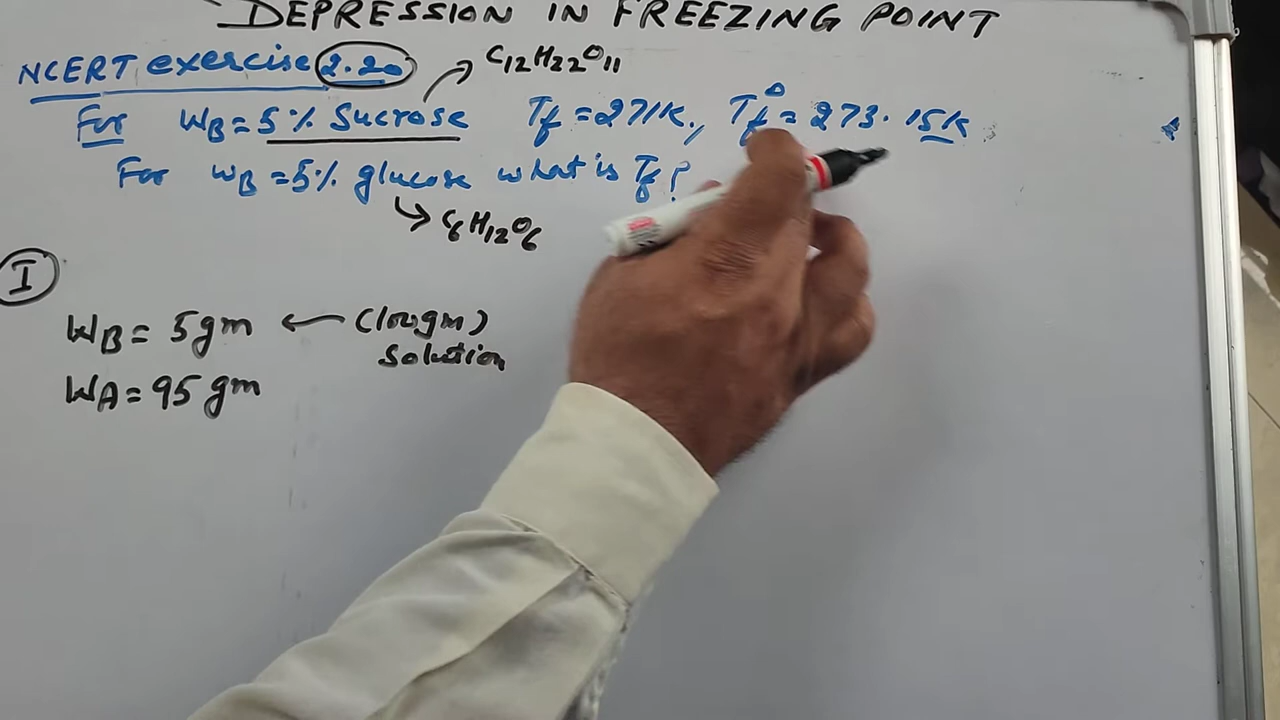 DEPRESSION IN FREEZING POINT
NCERT exercise 2.20
C12H22O11
For WB = 5% Sucrose Tf = 271K, Tf° = 273.15K
For WB = 5% glucose what is Tf?
C6H12O6
I
WB = 5gm ← (100gm)
Solution
WA = 95 gm